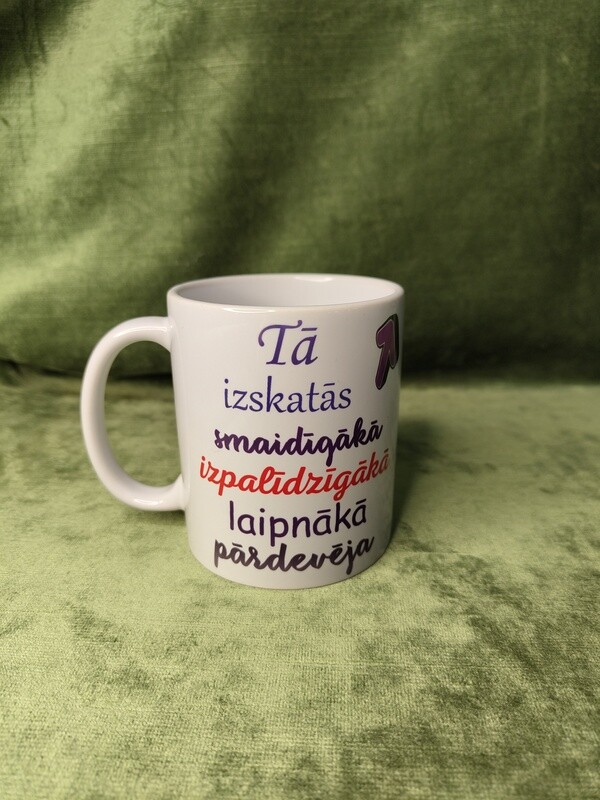 Tā
izskatās
smaidīgākā
izpalīdzīgākā
laipnākā
pārdevēja